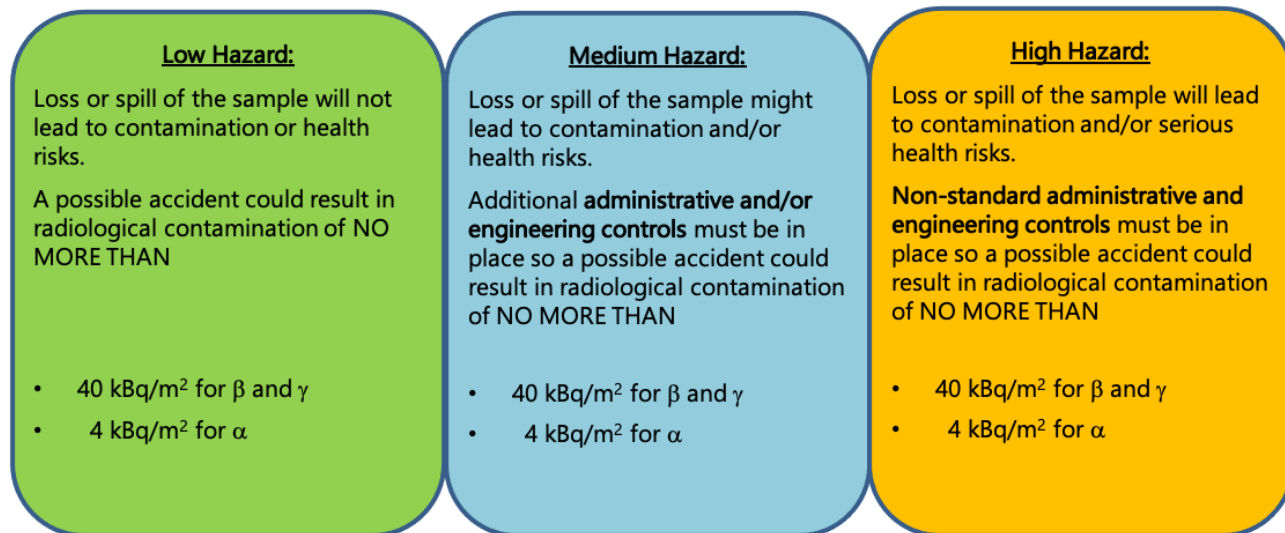 Low Hazard:
Loss or spill of the sample will not
lead to contamination or health
risks.
A possible accident could result in
radiological contamination of NO
MORE THAN
• 40 kBq/m² for β and γ
• 4 kBq/m² for α
Medium Hazard:
Loss or spill of the sample might
lead to contamination and/or
health risks.
Additional administrative and/or
engineering controls must be in
place so a possible accident could
result in radiological contamination
of NO MORE THAN
• 40 kBq/m² for β and γ
• 4 kBq/m² for α
High Hazard:
Loss or spill of the sample will lead
to contamination and/or serious
health risks.
Non-standard administrative and
engineering controls must be in
place so a possible accident could
result in radiological contamination
of NO MORE THAN
• 40 kBq/m² for β and γ
• 4 kBq/m² for α